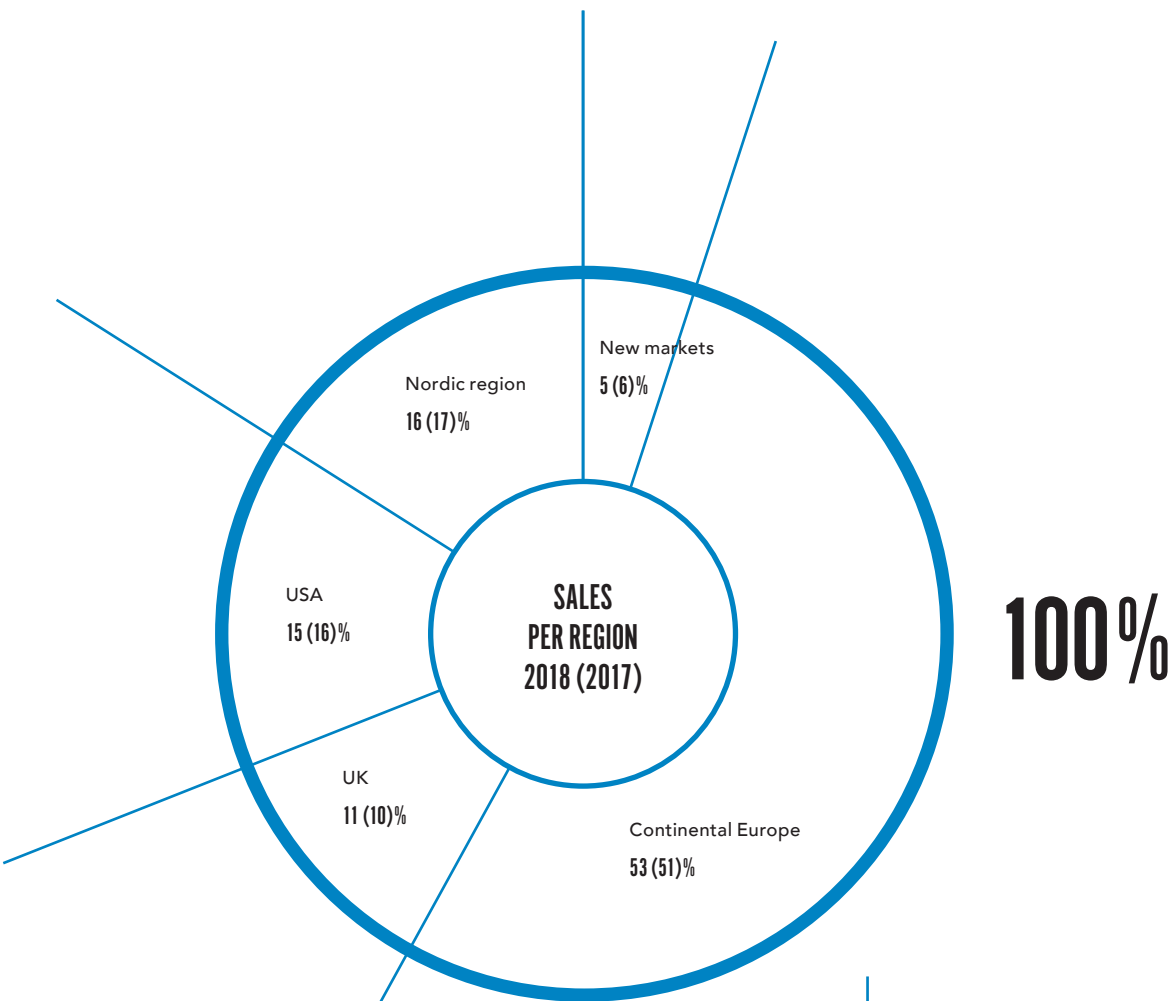 New markets
5 (6)%
Nordic region
16 (17)%
USA
15 (16)%
SALES
PER REGION
2018 (2017)
100%
UK
11 (10)%
Continental Europe
53 (51)%